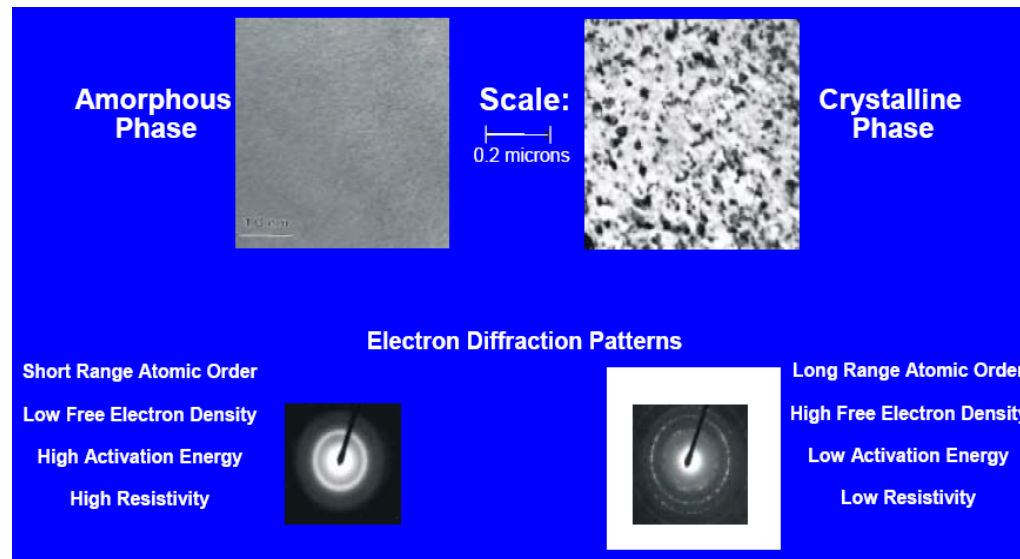 Amorphous
Phase
Scale:
0.2 microns
Crystalline
Phase
Electron Diffraction Patterns
Short Range Atomic Order
Low Free Electron Density
High Activation Energy
High Resistivity
Long Range Atomic Order
High Free Electron Density
Low Activation Energy
Low Resistivity